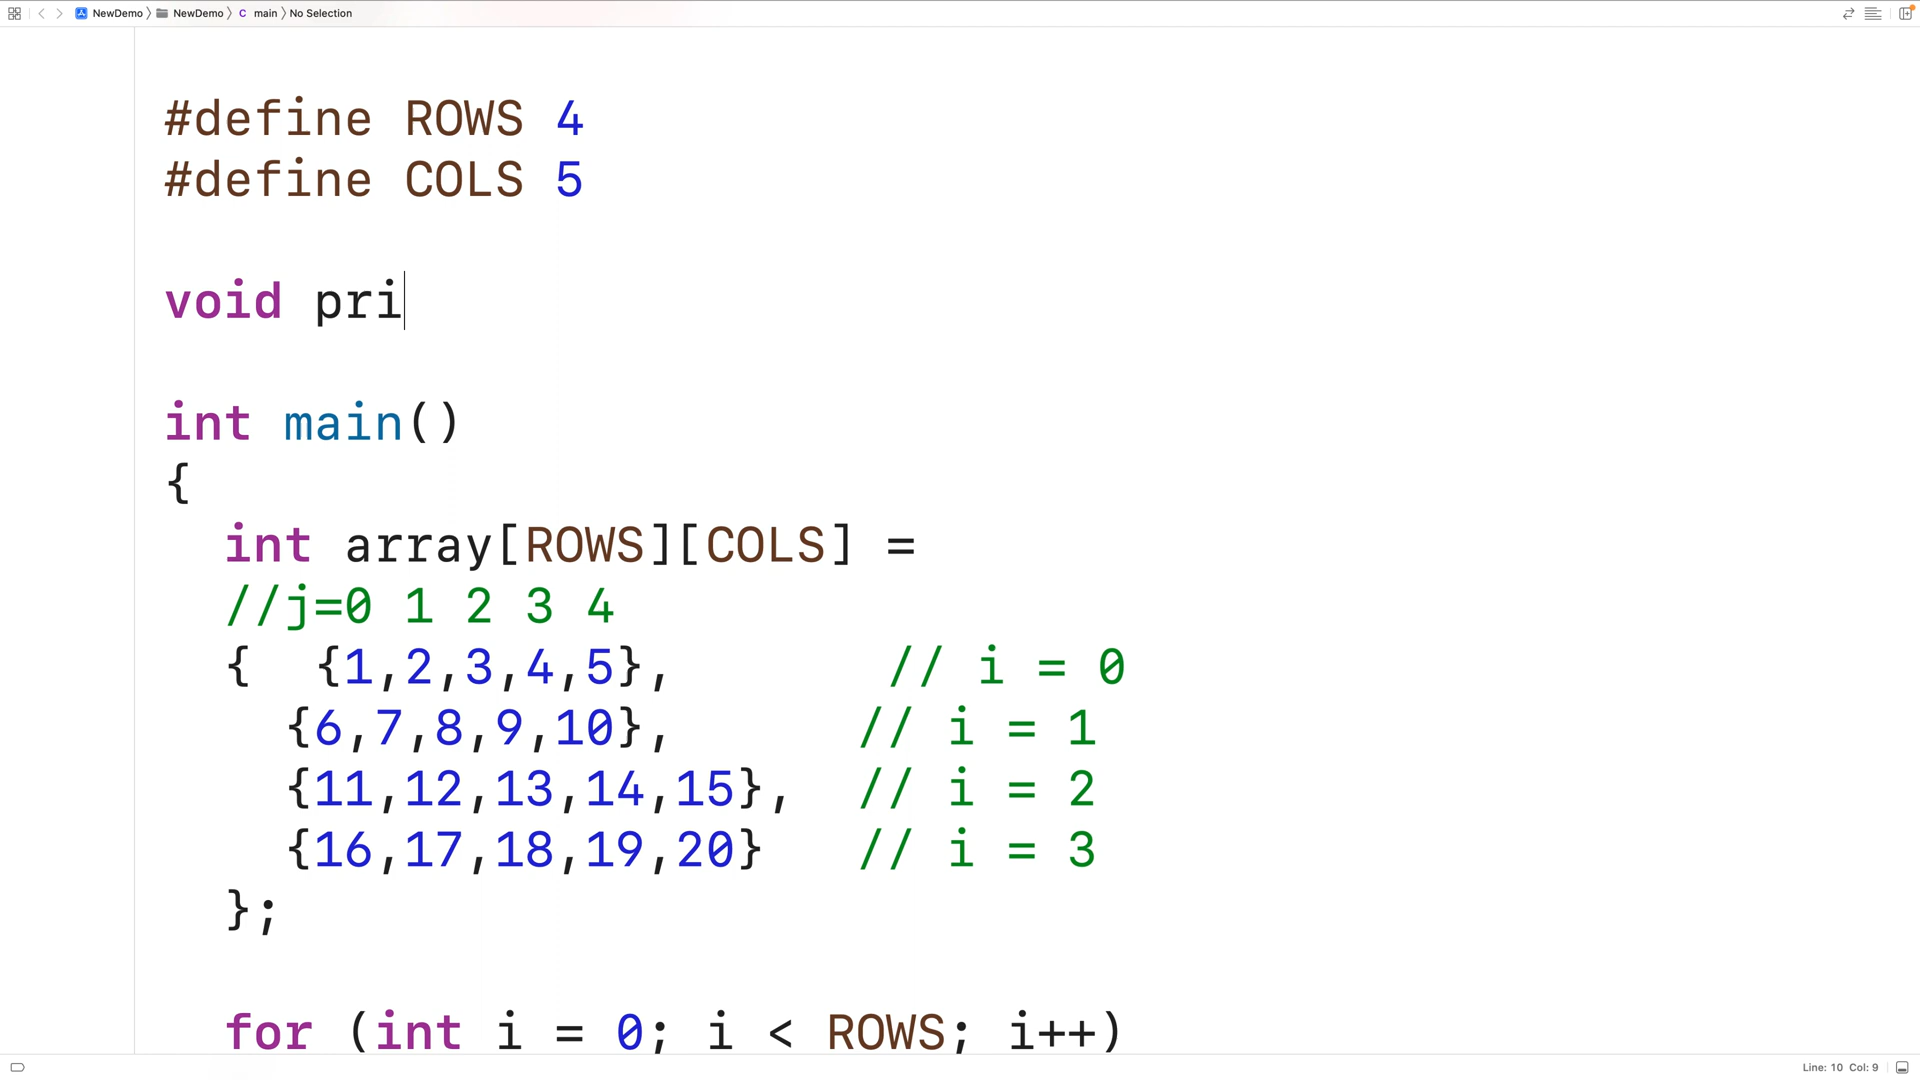 NewDemo NewDemo C main No Selection
#define ROWS 4
#define COLS 5
void pri
int main()
{
int array[ROWS][COLS] =
//j=0 1 2 3 4
{ {1,2,3,4,5}, // i = 0
{6,7,8,9,10}, // i = 1
{11,12,13,14,15}, // i = 2
{16,17,18,19,20} // i = 3
};
for (int i = 0; i < ROWS; i++)
Line: 10 Col: 9